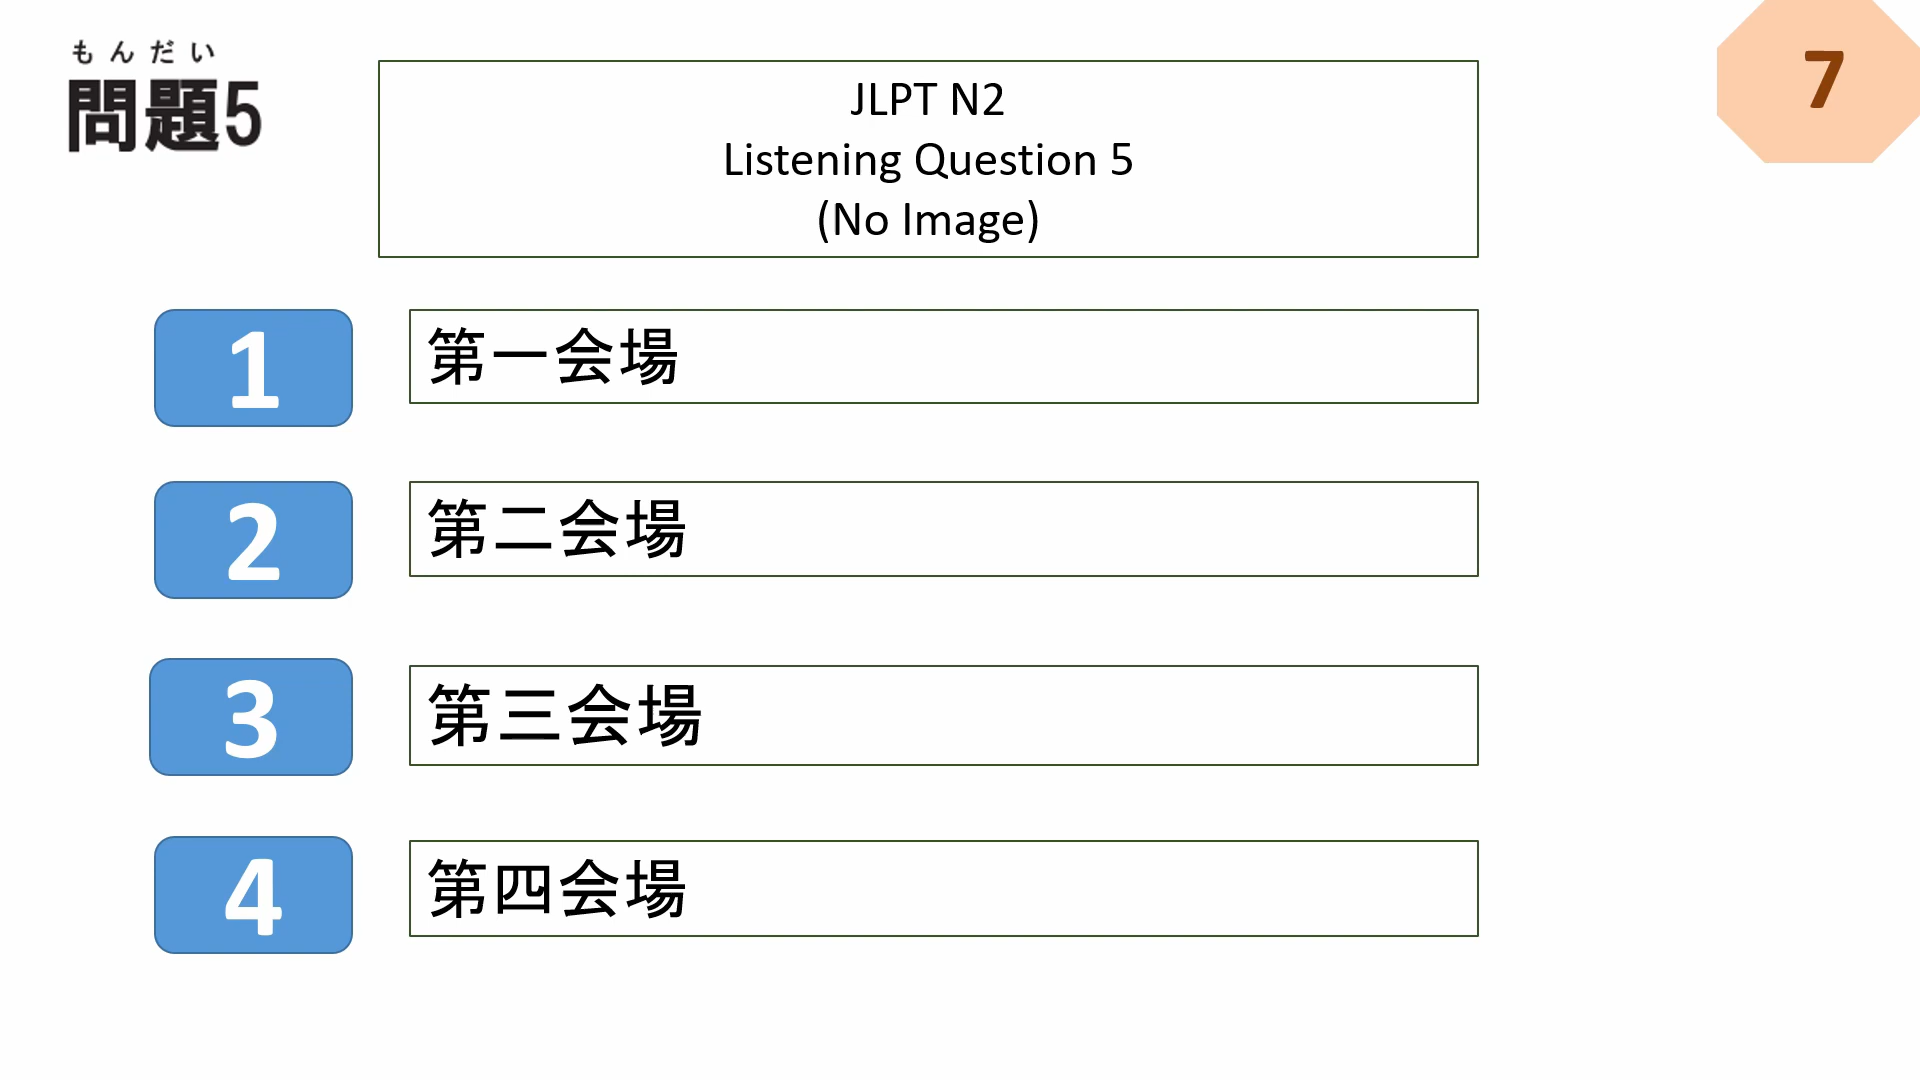 もんだい
問題5
JLPT N2
Listening Question 5
(No Image)
7
1
第一会場
2
第二会場
3
第三会場
4
第四会場